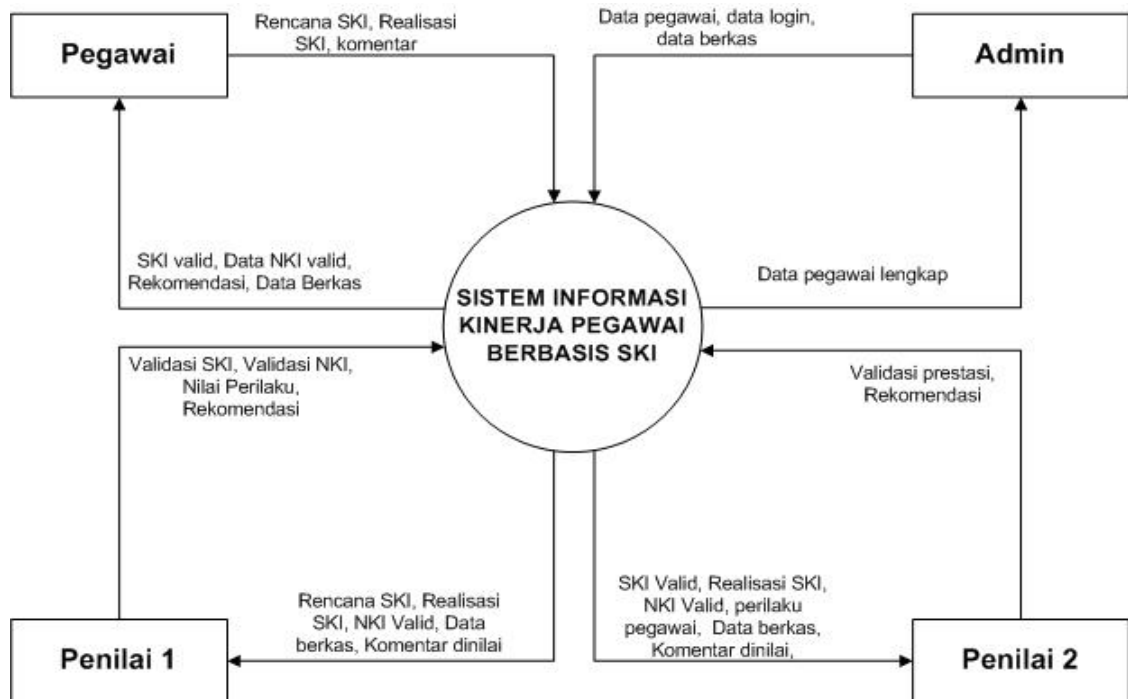 Pegawai
Rencana SKI, Realisasi
SKI, komentar
Data pegawai, data login,
data berkas
Admin
SKI valid, Data NKI valid,
Rekomendasi, Data Berkas
SISTEM INFORMASI
KINERJA PEGAWAI
BERBASIS SKI
Data pegawai lengkap
Validasi SKI, Validasi NKI,
Nilai Perilaku,
Rekomendasi
Validasi prestasi,
Rekomendasi
Rencana SKI, Realisasi
SKI, NKI Valid, Data
berkas, Komentar dinilai
SKI Valid, Realisasi SKI,
NKI Valid, perilaku
pegawai, Data berkas,
Komentar dinilai,
Penilai 1
Penilai 2